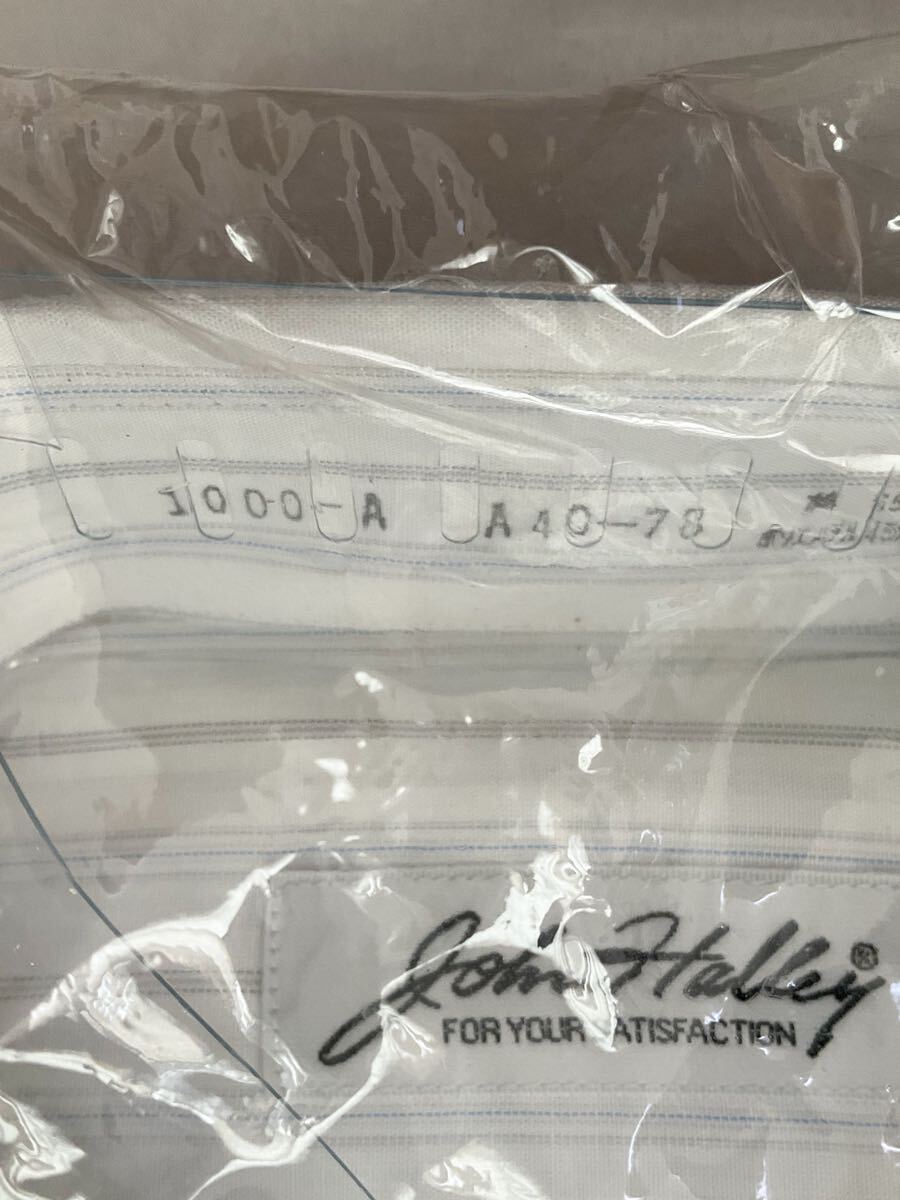 1000-A A40-78
John Halley®
FOR YOUR SATISFACTION